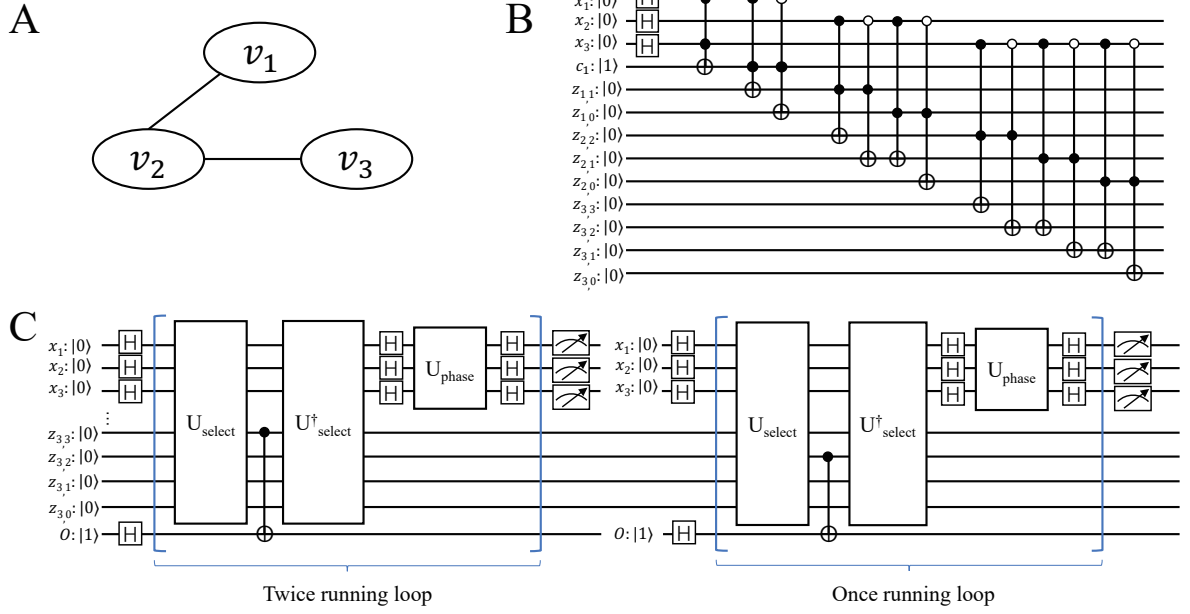 A
v₁
v₂
v₃
B
x₁:|0⟩ H
x₂:|0⟩ H
x₃:|0⟩ H
c₁:|1⟩
z₁,₁:|0⟩
z₁,₀:|0⟩
z₂,₂:|0⟩
z₂,₁:|0⟩
z₂,₀:|0⟩
z₃,₃:|0⟩
z₃,₂:|0⟩
z₃,₁:|0⟩
z₃,₀:|0⟩
C
x₁:|0⟩ H H H
x₂:|0⟩ H H H
x₃:|0⟩ H H H
⋮
z₃,₃:|0⟩
z₃,₂:|0⟩
z₃,₁:|0⟩
z₃,₀:|0⟩
O:|1⟩ H
U_select
U†_select
U_phase
Twice running loop
x₁:|0⟩ H H H
x₂:|0⟩ H H H
x₃:|0⟩ H H H
O:|1⟩ H
U_select
U†_select
U_phase
Once running loop